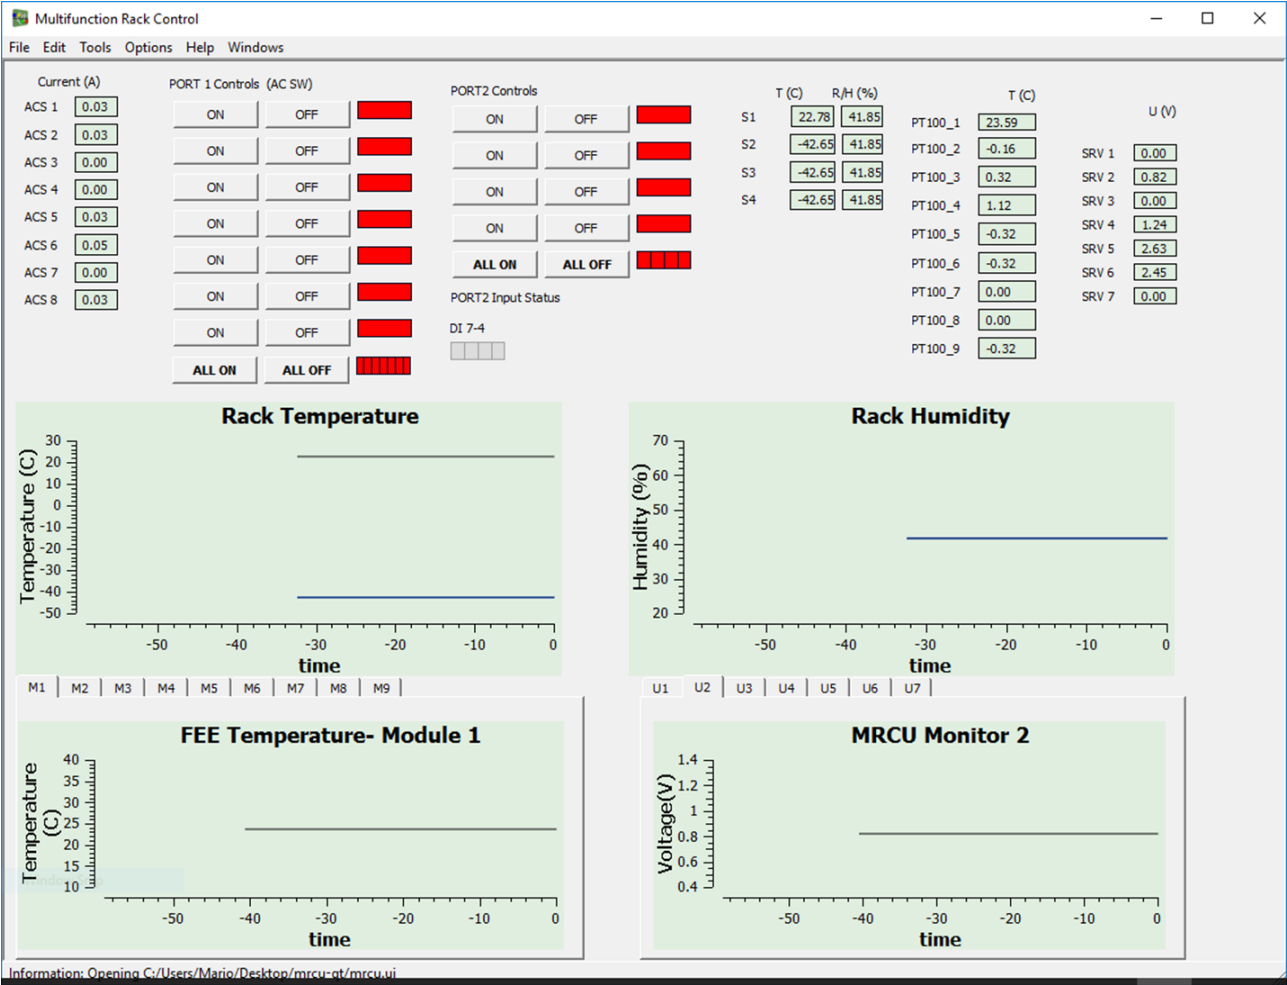 Multifunction Rack Control
File Edit Tools Options Help Windows
Current (A)
ACS 1 0.03
ACS 2 0.03
ACS 3 0.00
ACS 4 0.00
ACS 5 0.03
ACS 6 0.05
ACS 7 0.00
ACS 8 0.03
PORT 1 Controls (AC SW)
ON OFF
ON OFF
ON OFF
ON OFF
ON OFF
ON OFF
ON OFF
ALL ON ALL OFF
PORT2 Controls
ON OFF
ON OFF
ON OFF
ON OFF
ALL ON ALL OFF
PORT2 Input Status
DI 7-4
T (C) R/H (%)
S1 22.78 41.85
S2 -42.65 41.85
S3 -42.65 41.85
S4 -42.65 41.85
T (C)
PT100_1 23.59
PT100_2 -0.16
PT100_3 0.32
PT100_4 1.12
PT100_5 -0.32
PT100_6 -0.32
PT100_7 0.00
PT100_8 0.00
PT100_9 -0.32
U (V)
SRV 1 0.00
SRV 2 0.82
SRV 3 0.00
SRV 4 1.24
SRV 5 2.63
SRV 6 2.45
SRV 7 0.00
Rack Temperature
Temperature (C)
30
20
10
0
-10
-20
-30
-40
-50
-50 -40 -30 -20 -10 0
time
Rack Humidity
Humidity (%)
70
60
50
40
30
20
-50 -40 -30 -20 -10 0
time
M1 M2 M3 M4 M5 M6 M7 M8 M9
FEE Temperature- Module 1
Temperature
(C)
40
35
30
25
20
15
10
-50 -40 -30 -20 -10 0
time
U1 U2 U3 U4 U5 U6 U7
MRCU Monitor 2
Voltage(V)
1.4
1.2
1
0.8
0.6
0.4
-50 -40 -30 -20 -10 0
time
Information: Opening C:/Users/Mario/Desktop/mrcu-qt/mrcu.ui